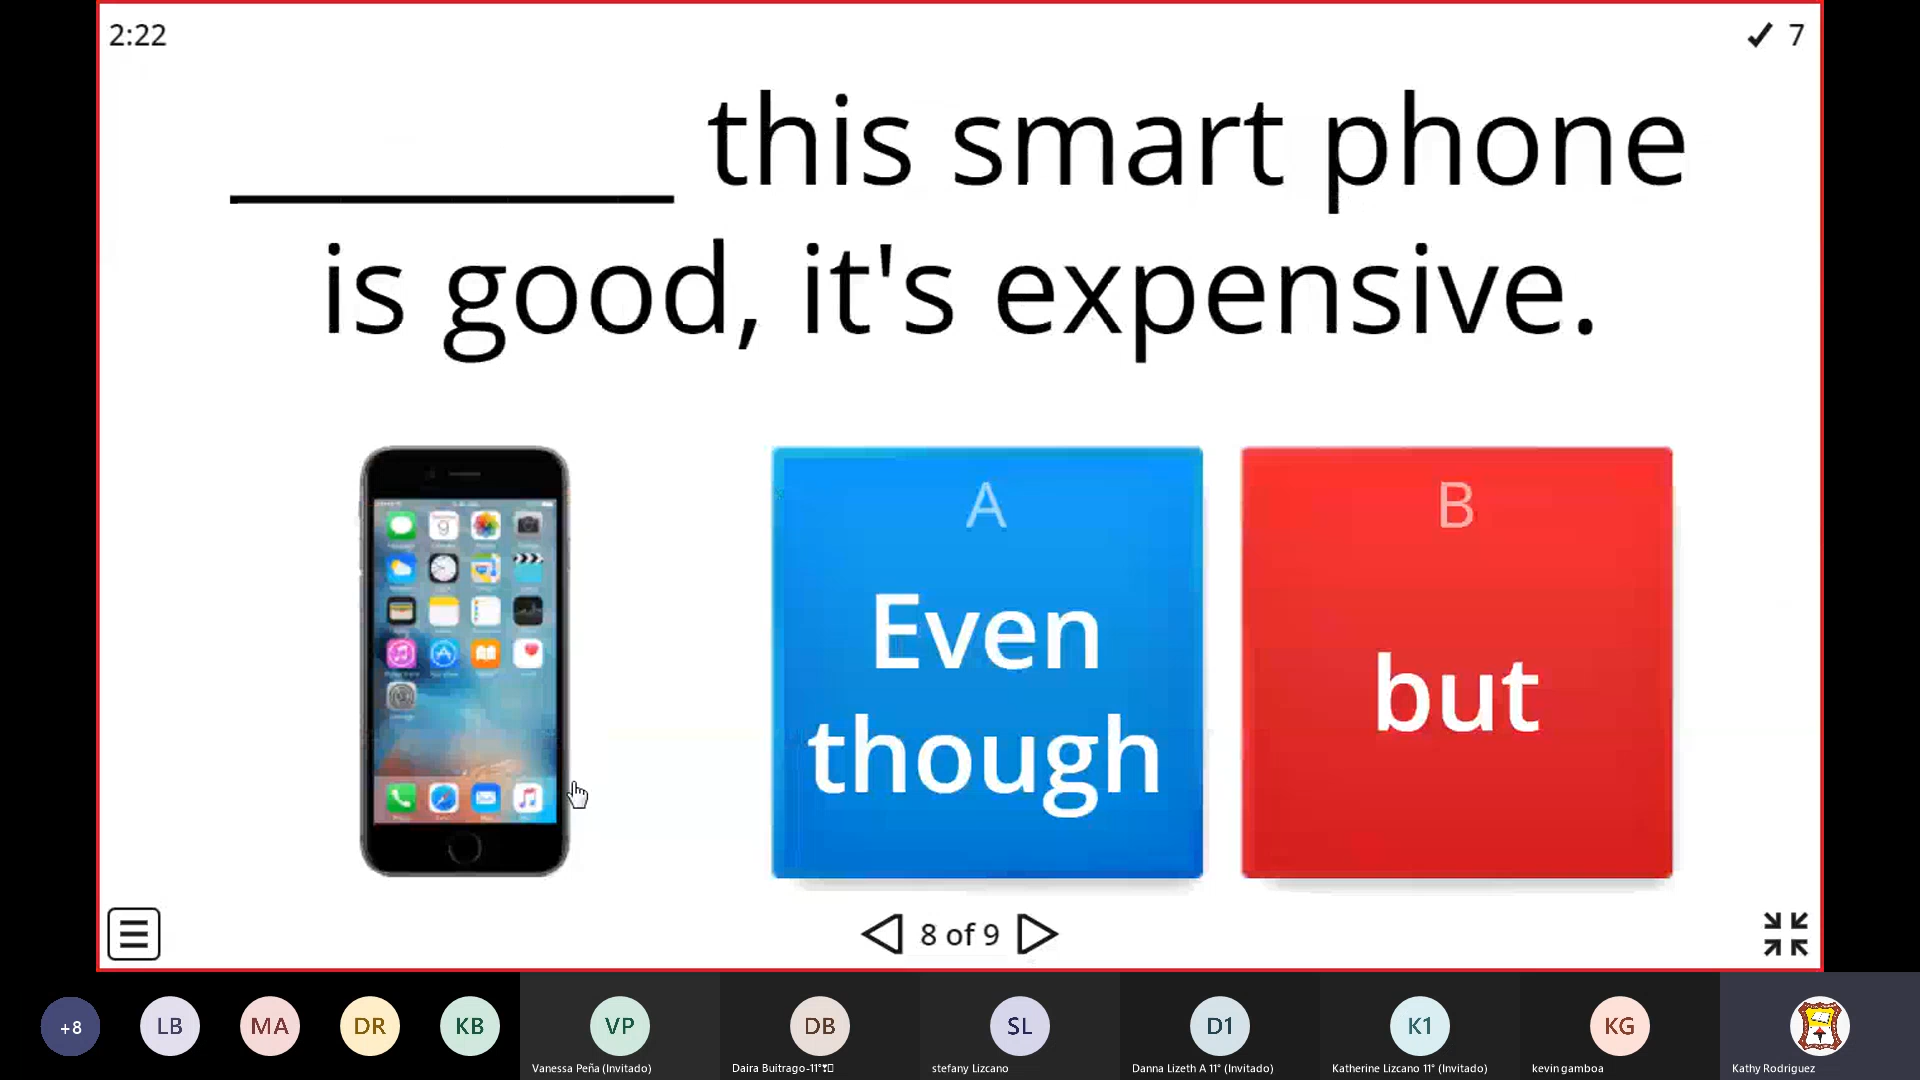 2:22
7
__________ this smart phone
is good, it's expensive.
A
Even
though
B
but
8 of 9
+8
LB
MA
DR
KB
VP
DB
SL
D1
K1
KG
Vanessa Peña (Invitado)
Daira Buitrago-11°
stefany Lizcano
Danna Lizeth A 11° (Invitado)
Katherine Lizcano 11° (Invitado)
kevin gamboa
Kathy Rodriguez